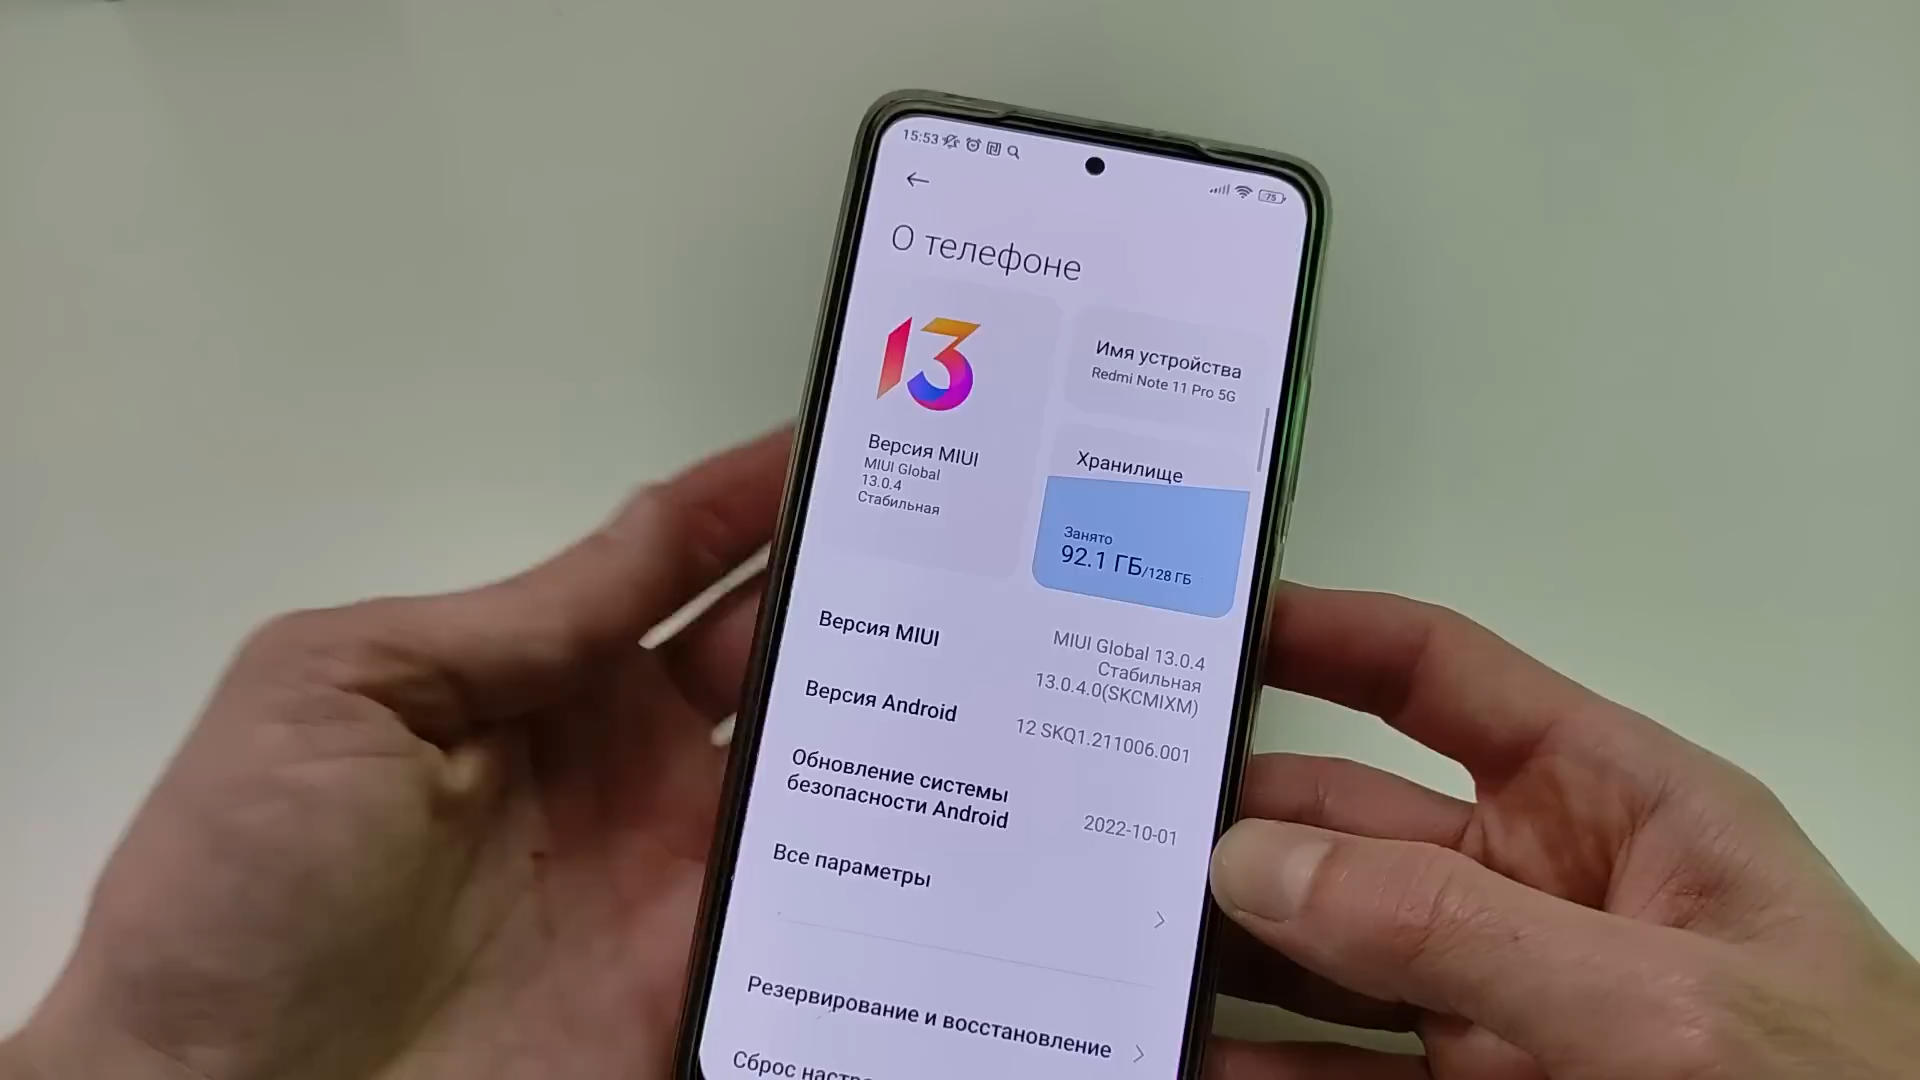 15:53
75
О телефоне
13
Версия MIUI
MIUI Global
13.0.4
Стабильная
Имя устройства
Redmi Note 11 Pro 5G
Хранилище
Занято
92.1 ГБ/128 ГБ
Версия MIUI
MIUI Global 13.0.4
Стабильная
13.0.4.0(SKCMIXM)
Версия Android
12 SKQ1.211006.001
Обновление системы
безопасности Android
2022-10-01
Все параметры
Резервирование и восстановление
Сброс